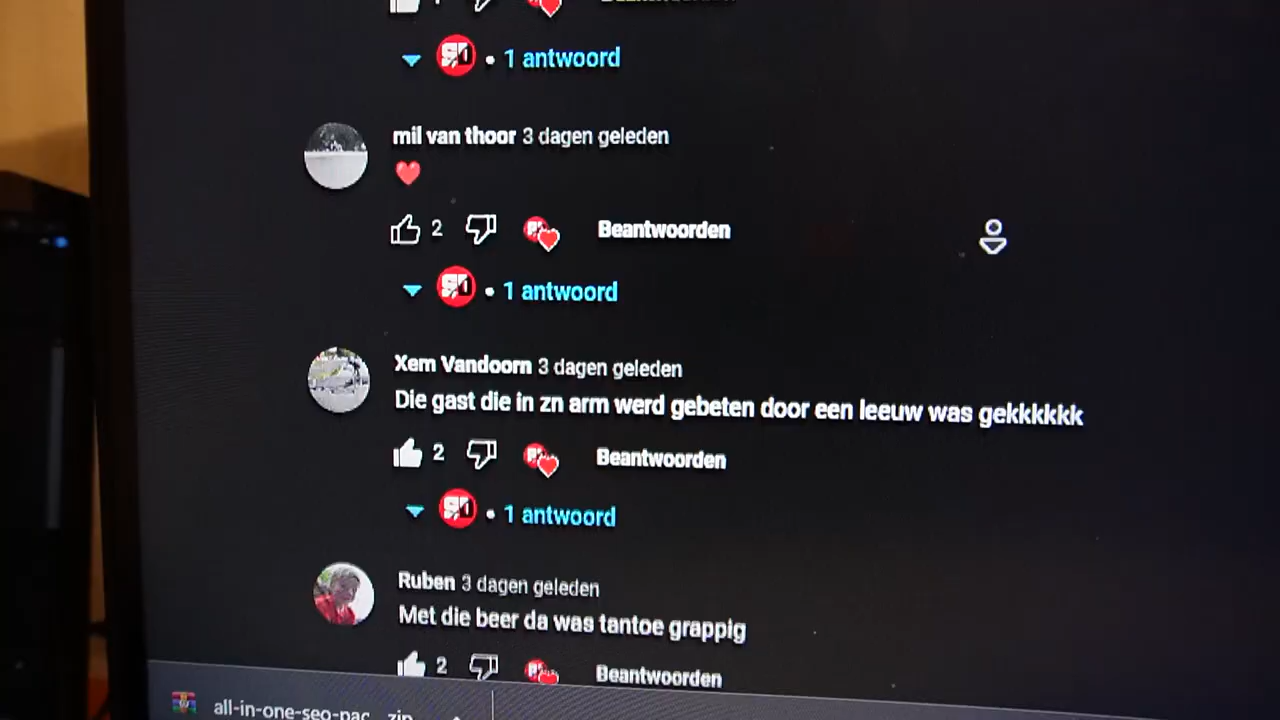 1 antwoord
mil van thoor 3 dagen geleden
❤
2 Beantwoorden
1 antwoord
Xem Vandoorn 3 dagen geleden
Die gast die in zn arm werd gebeten door een leeuw was gekkkkkk
2 Beantwoorden
1 antwoord
Ruben 3 dagen geleden
Met die beer da was tantoe grappig
2 Beantwoorden
all-in-one-seo-pac....zip